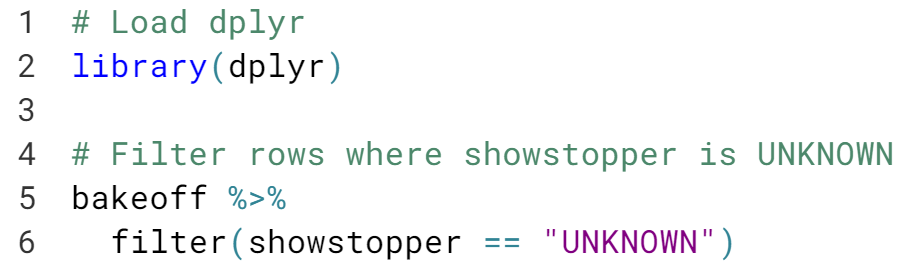 1 # Load dplyr
2 library(dplyr)
3
4 # Filter rows where showstopper is UNKNOWN
5 bakeoff %>%
6   filter(showstopper == "UNKNOWN")